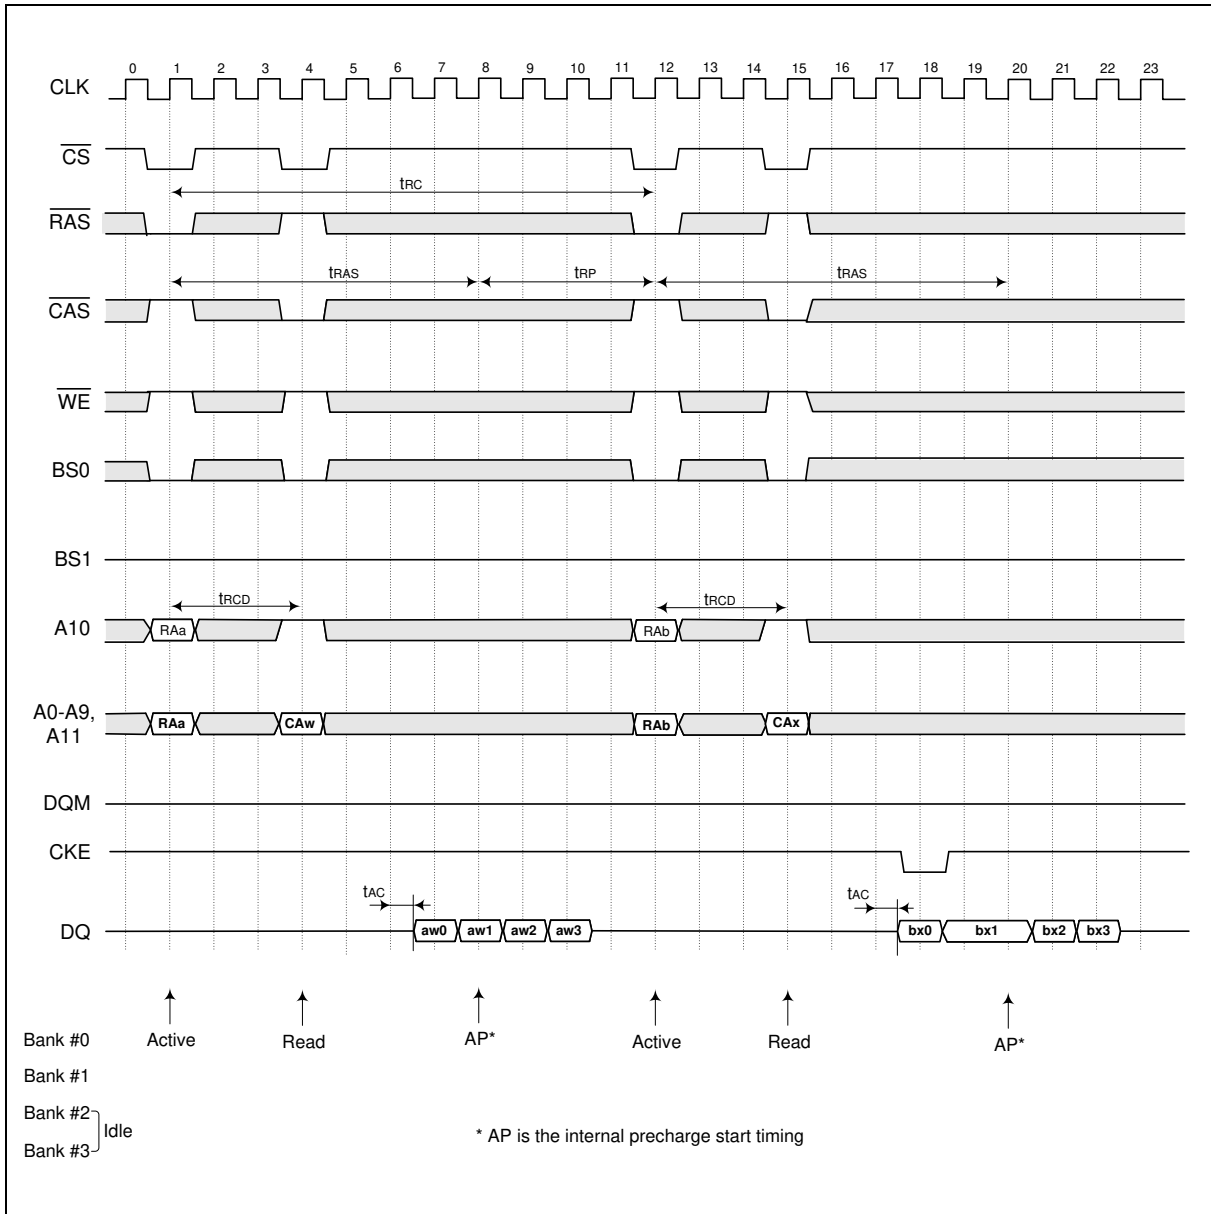 0 1 2 3 4 5 6 7 8 9 10 11 12 13 14 15 16 17 18 19 20 21 22 23
CLK
CS
tRC
RAS
tRAS tRP tRAS
CAS
WE
BS0
BS1
tRCD tRCD
A10 RAa RAb
A0-A9,
A11
RAa CAw RAb CAx
DQM
CKE
tAC tAC
DQ aw0 aw1 aw2 aw3 bx0 bx1 bx2 bx3
Bank #0 Active Read AP* Active Read AP*
Bank #1
Bank #2
Idle
Bank #3
* AP is the internal precharge start timing